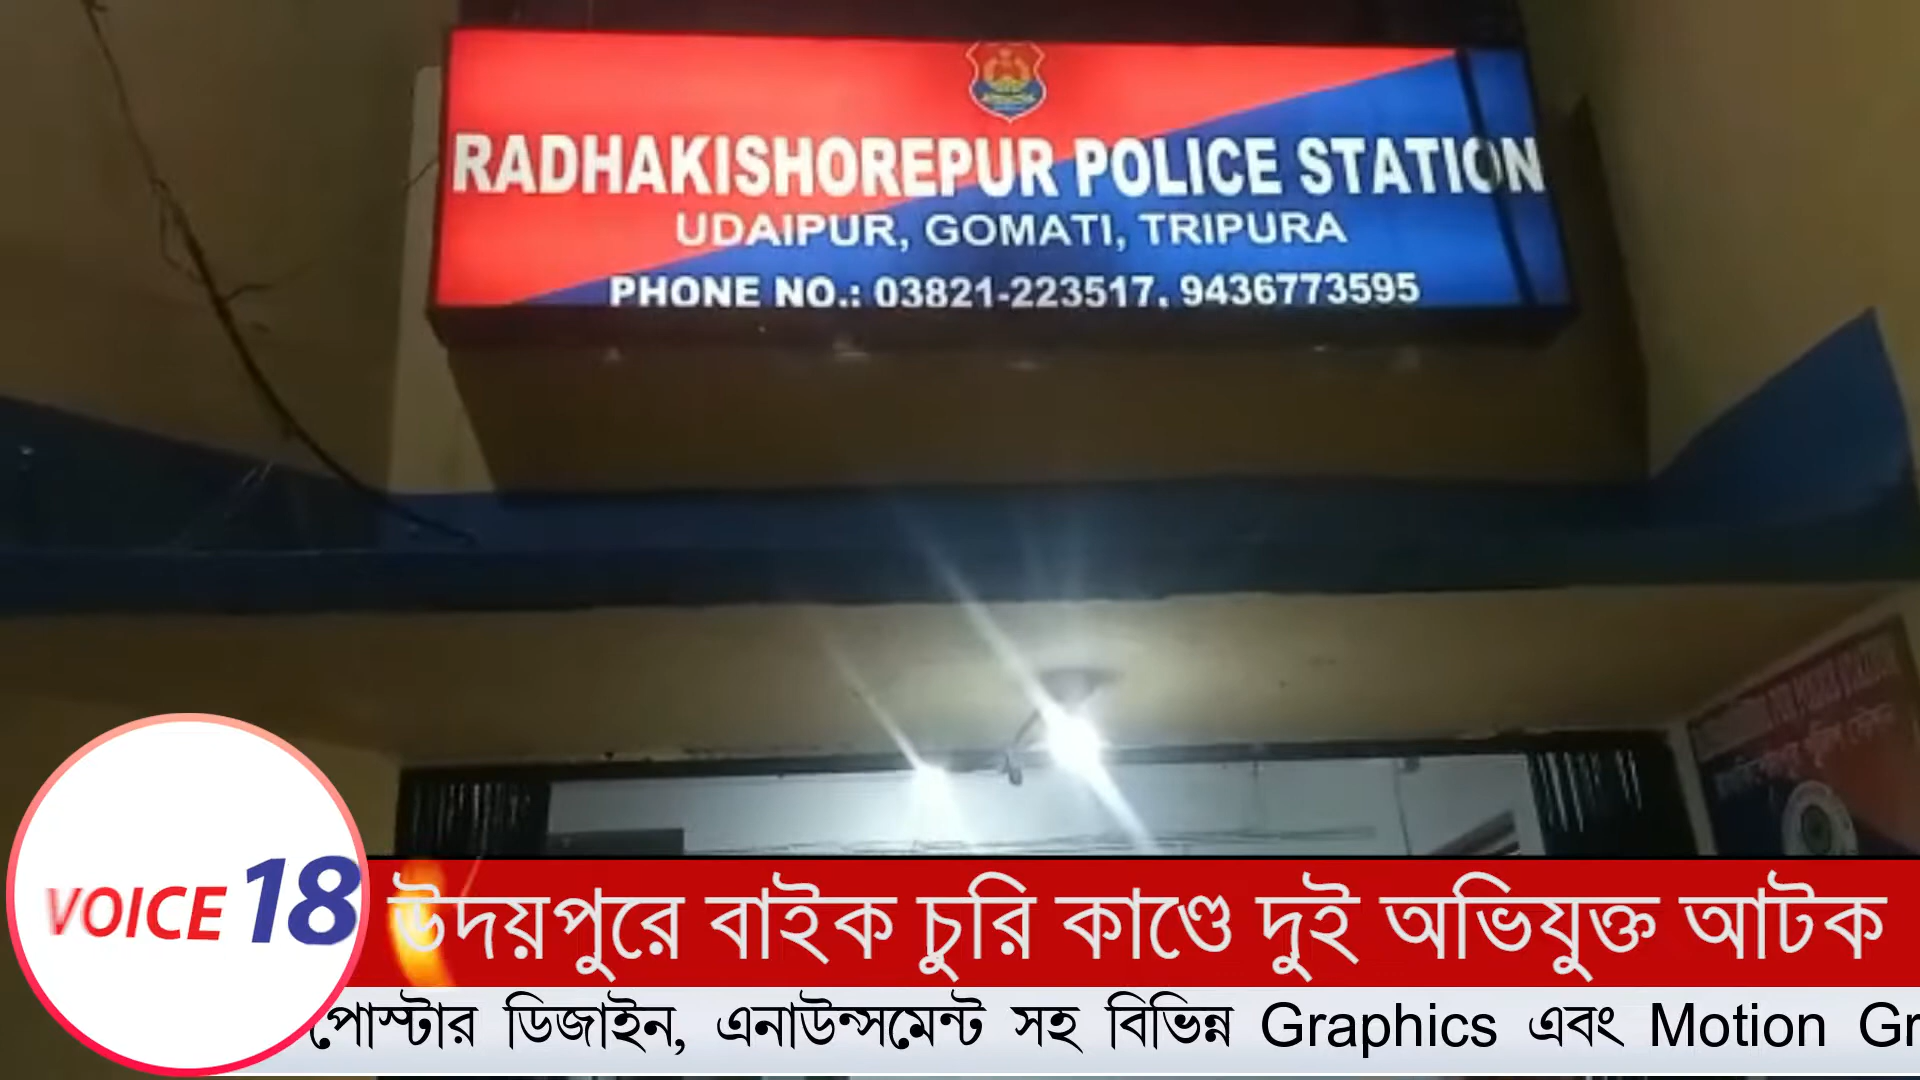 RADHAKISHOREPUR POLICE STATION
UDAIPUR, GOMATI, TRIPURA
PHONE NO.: 03821-223517, 9436773595
VOICE 18
উদয়পুরে বাইক চুরি কাণ্ডে দুই অভিযুক্ত আটক
পোস্টার ডিজাইন, এনাউন্সমেন্ট সহ বিভিন্ন Graphics এবং Motion Gr